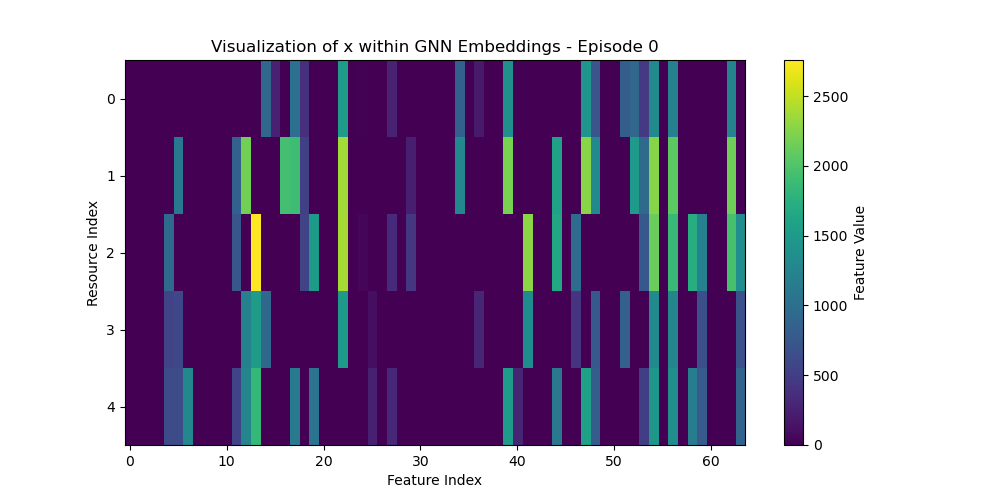 Visualization of x within GNN Embeddings - Episode 0
Resource Index
0
1
2
3
4
0 10 20 30 40 50 60
Feature Index
2500
2000
1500
1000
500
0
Feature Value